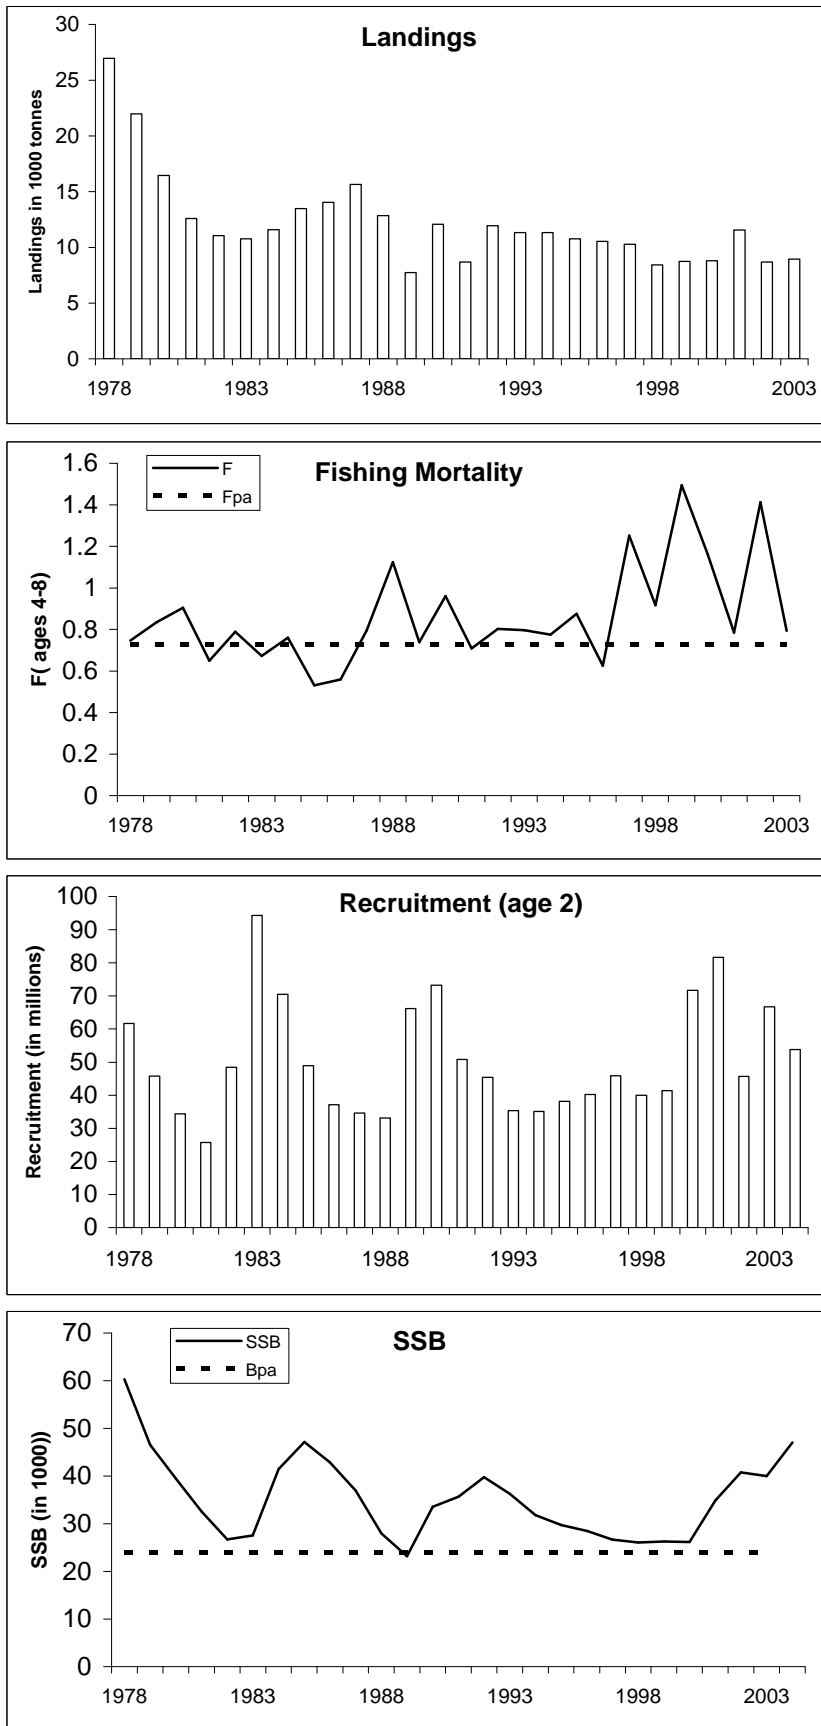 Landings
Landings in 1000 tonnes
30
25
20
15
10
5
0
1978 1983 1988 1993 1998 2003
Fishing Mortality
F
Fpa
F( ages 4-8)
1.6
1.4
1.2
1
0.8
0.6
0.4
0.2
0
1978 1983 1988 1993 1998 2003
Recruitment (age 2)
Recruitment (in millions)
100
90
80
70
60
50
40
30
20
10
0
1978 1983 1988 1993 1998 2003
SSB
SSB
Bpa
SSB (in 1000))
70
60
50
40
30
20
10
0
1978 1983 1988 1993 1998 2003